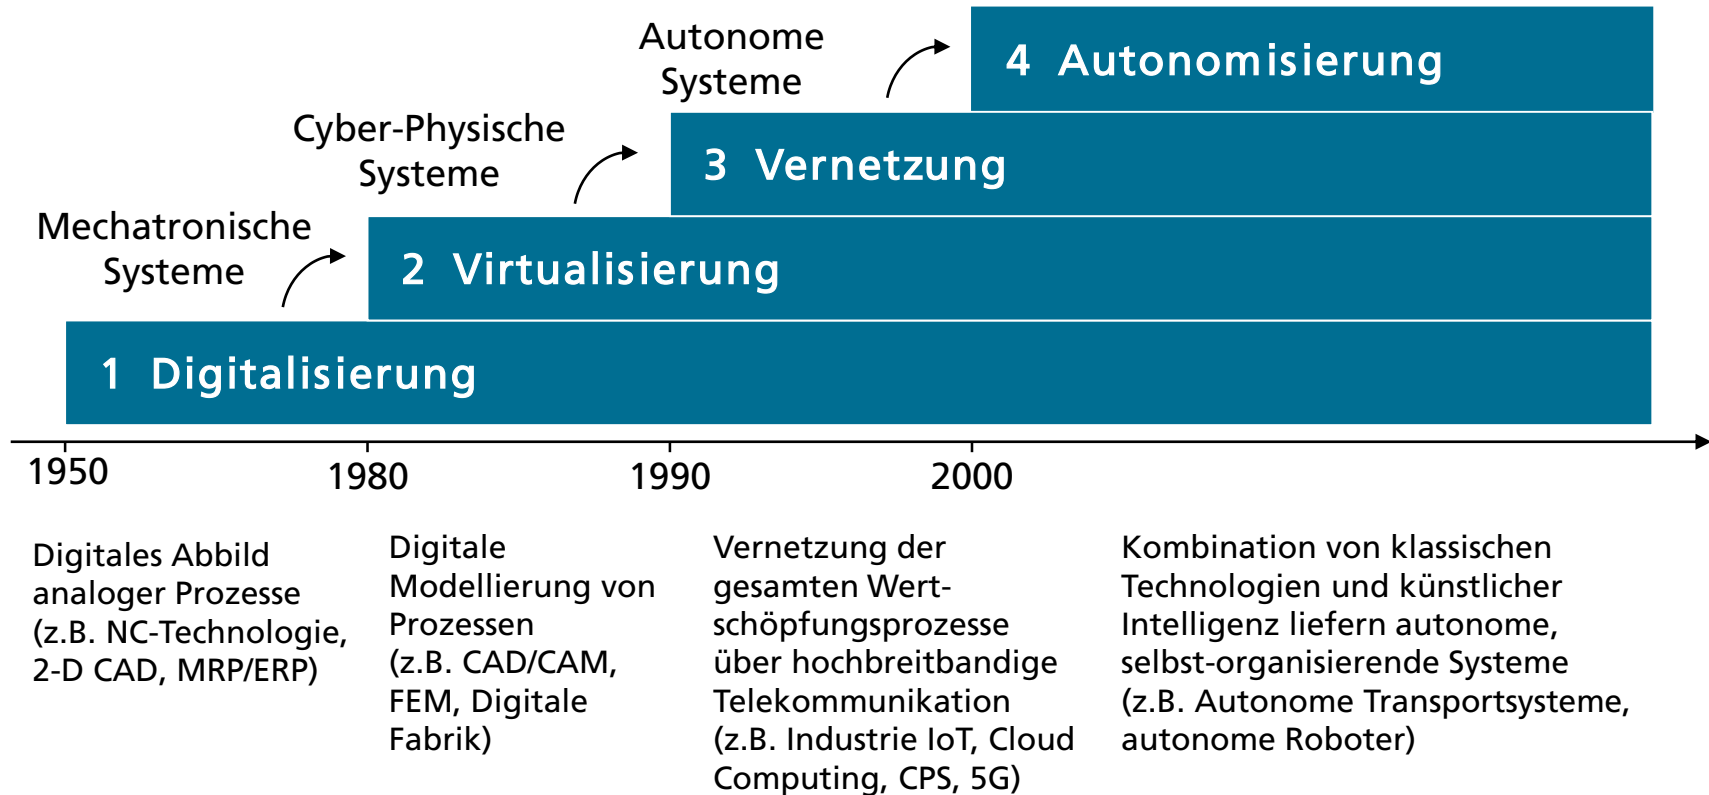 Autonome
Systeme
4 Autonomisierung
Cyber-Physische
Systeme
3 Vernetzung
Mechatronische
Systeme
2 Virtualisierung
1 Digitalisierung
1950
1980
1990
2000
Digitales Abbild
analoger Prozesse
(z.B. NC-Technologie,
2-D CAD, MRP/ERP)
Digitale
Modellierung von
Prozessen
(z.B. CAD/CAM,
FEM, Digitale
Fabrik)
Vernetzung der
gesamten Wert-
schöpfungsprozesse
über hochbreitbandige
Telekommunikation
(z.B. Industrie IoT, Cloud
Computing, CPS, 5G)
Kombination von klassischen
Technologien und künstlicher
Intelligenz liefern autonome,
selbst-organisierende Systeme
(z.B. Autonome Transportsysteme,
autonome Roboter)